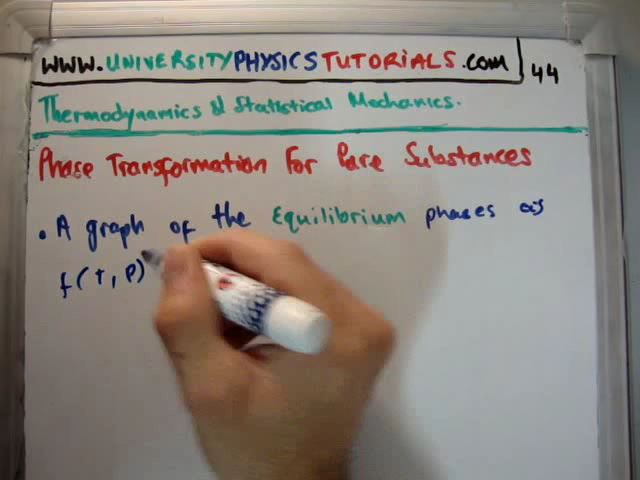 WWW.UNIVERSITYPHYSICSTUTORIALS.COM 44
Thermodynamics & Statistical Mechanics.
Phase Transformation For Pure Substances
• A graph of the Equilibrium phases as
f(T, P)